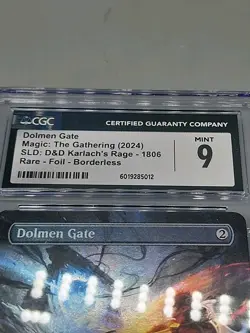 CGC
CERTIFIED GUARANTY COMPANY
Dolmen Gate
Magic: The Gathering (2024)
SLD: D&D Karlach's Rage - 1806
Rare - Foil - Borderless
6019285012
MINT
9
Dolmen Gate
2